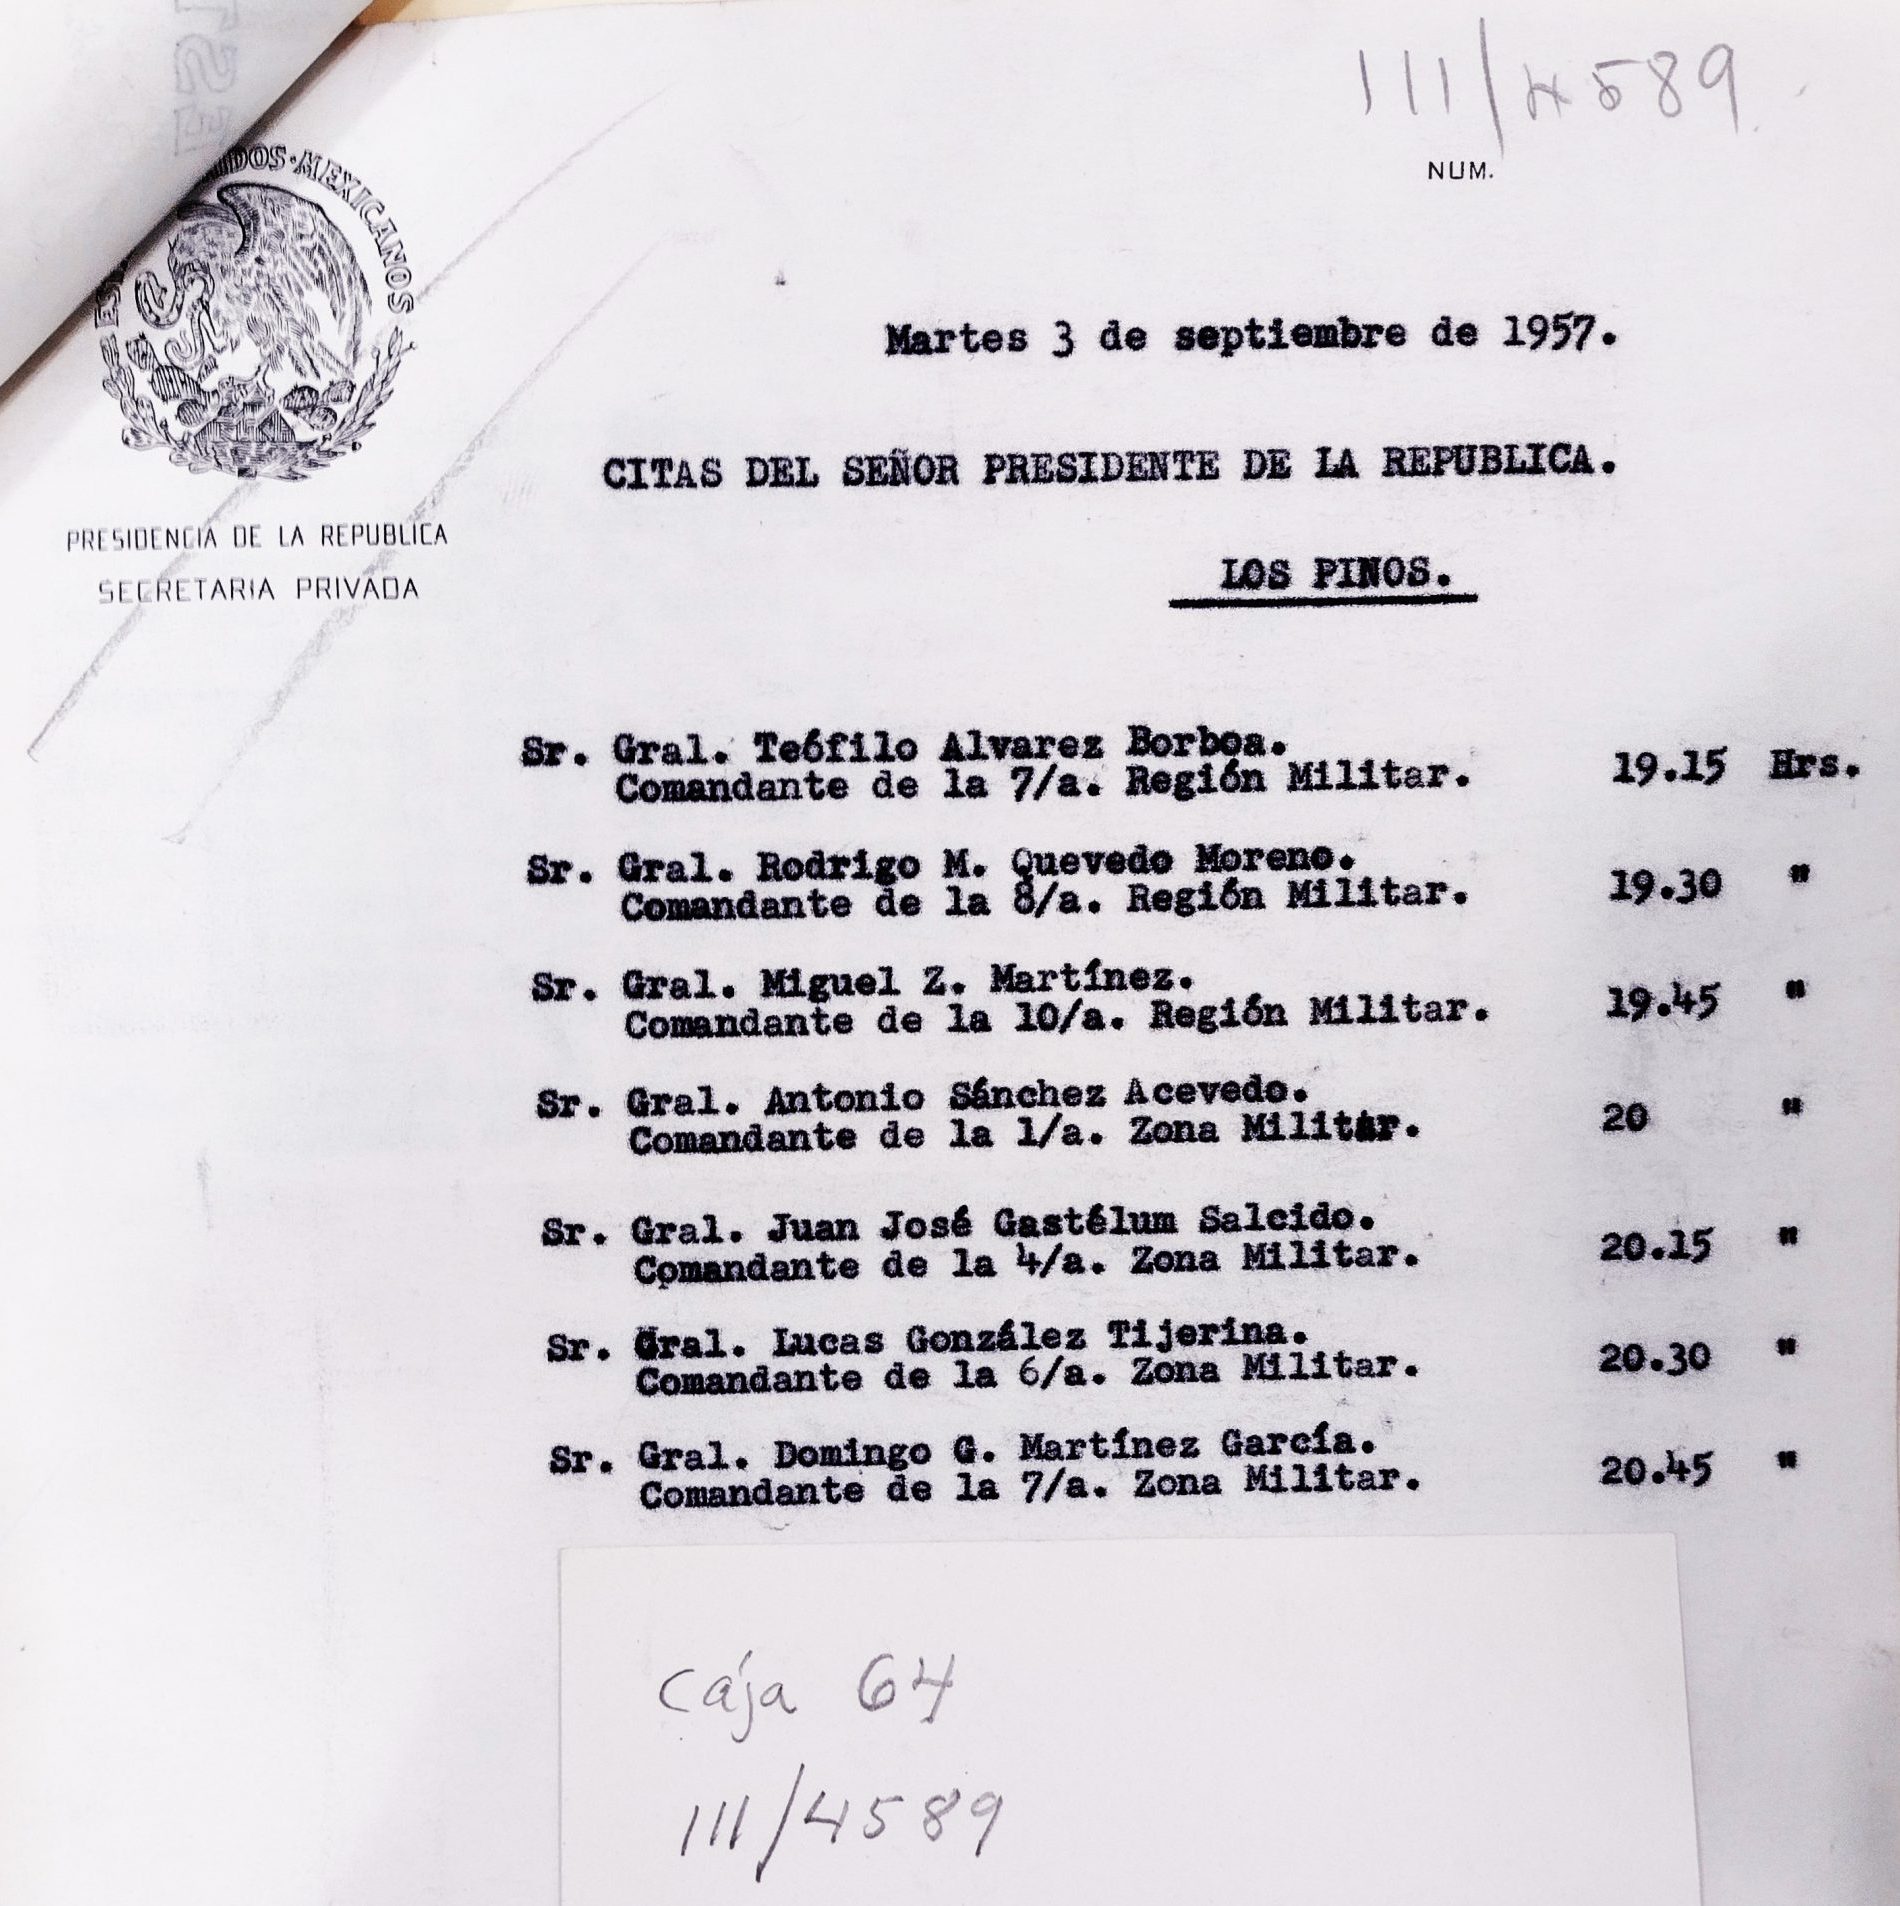 111/4589
NUM.
DOS·MEXICANOS
Martes 3 de septiembre de 1957.
CITAS DEL SEÑOR PRESIDENTE DE LA REPUBLICA.
PRESIDENCIA DE LA REPUBLICA
SECRETARIA PRIVADA
LOS PINOS.
Sr. Gral. Teófilo Alvarez Borboa.
Comandante de la 7/a. Región Militar. 19.15 Hrs.
Sr. Gral. Rodrigo M. Quevedo Moreno.
Comandante de la 8/a. Región Militar. 19.30 "
Sr. Gral. Miguel Z. Martínez.
Comandante de la 10/a. Región Militar. 19.45 "
Sr. Gral. Antonio Sánchez Acevedo.
Comandante de la 1/a. Zona Militar. 20 "
Sr. Gral. Juan José Gastélum Salcido.
Comandante de la 4/a. Zona Militar. 20.15 "
Sr. Gral. Lucas González Tijerina.
Comandante de la 6/a. Zona Militar. 20.30 "
Sr. Gral. Domingo G. Martínez García.
Comandante de la 7/a. Zona Militar. 20.45 "
Caja 64
111/4589